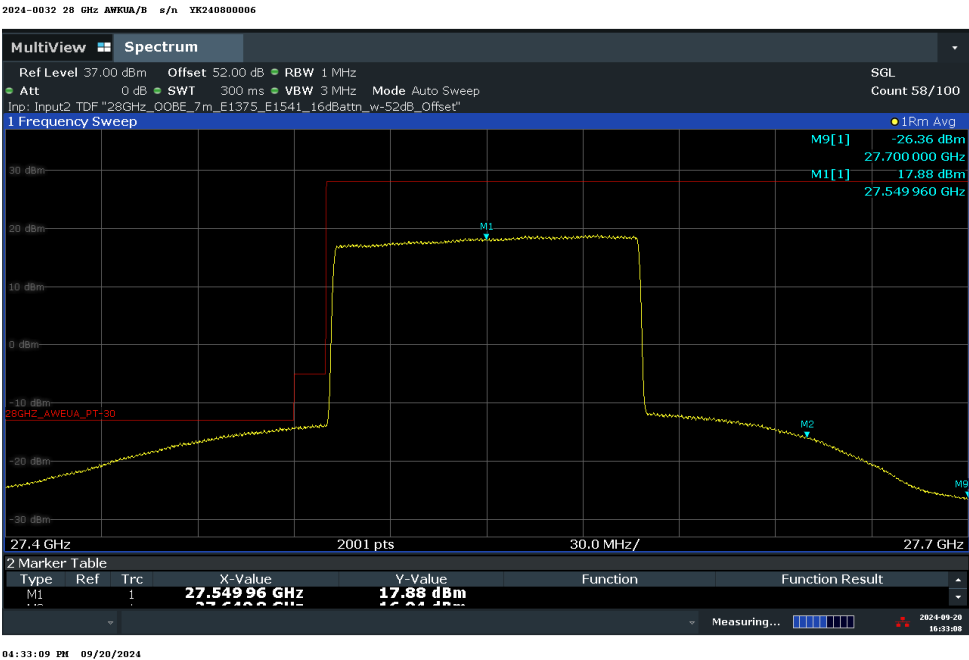 2024-0032 28 GHz AWKUA/B s/n YK240800006
MultiView Spectrum
Ref Level 37.00 dBm Offset 52.00 dB RBW 1 MHz SGL
Att 0 dB SWT 300 ms VBW 3 MHz Mode Auto Sweep Count 58/100
Inp: Input2 TDF "28GHz_OOBE_7m_E1375_E1541_16dBattn_w-52dB_Offset"
1 Frequency Sweep 1Rm Avg
M9[1] -26.36 dBm
27.700 000 GHz
M1[1] 17.88 dBm
27.549 960 GHz
30 dBm
20 dBm
M1
10 dBm
0 dBm
-10 dBm
28GHZ_AWEUA_PT-30
M2
-20 dBm
M9
-30 dBm
27.4 GHz 2001 pts 30.0 MHz/ 27.7 GHz
2 Marker Table
Type Ref Trc X-Value Y-Value Function Function Result
M1 1 27.549 96 GHz 17.88 dBm
Measuring... 2024-09-20
16:33:08
04:33:09 PM 09/20/2024